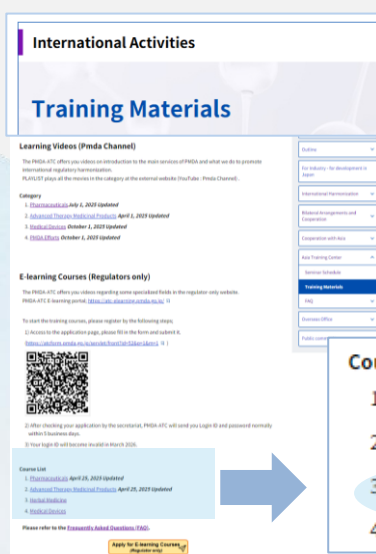 International Activities
Training Materials
Learning Videos (Pmda Channel)
The PMDA-ATC offers you videos on introduction to the main services of PMDA and what we do to promote
international regulatory harmonization.
PLAYLIST plays all the movies in the category at the external website (YouTube : Pmda Channel).
Category
1. Pharmaceuticals July 1, 2025 Updated
2. Advanced Therapy Medicinal Products April 1, 2025 Updated
3. Medical Devices October 1, 2025 Updated
4. PMDA Efforts October 1, 2025 Updated
E-learning Courses (Regulators only)
The PMDA-ATC offers you videos regarding some specialized fields in the regulator-only website.
PMDA-ATC E-learning portal:
To start the training courses, please register by the following steps;
1) Access to the application page, please fill in the form and submit it.
2) After checking your application by the secretariat, PMDA-ATC will send you Login ID and password normally
within 5 business days.
3) Your login ID will become invalid in March 2026.
Course List
1. Pharmaceuticals April 25, 2025 Updated
2. Advanced Therapy Medicinal Products April 25, 2025 Updated
3. Herbal Medicine
4. Medical Devices
Please refer to the Frequently Asked Questions (FAQ).
Apply for E-learning Courses
(Regulator only)
Outline
For industry - for development in
Japan
International Harmonization
Bilateral Arrangements and
Cooperation
Cooperation with Asia
Asia Training Center
Seminar Schedule
Training Materials
FAQ
Overseas Office
Public
Cou
1
2
3
4